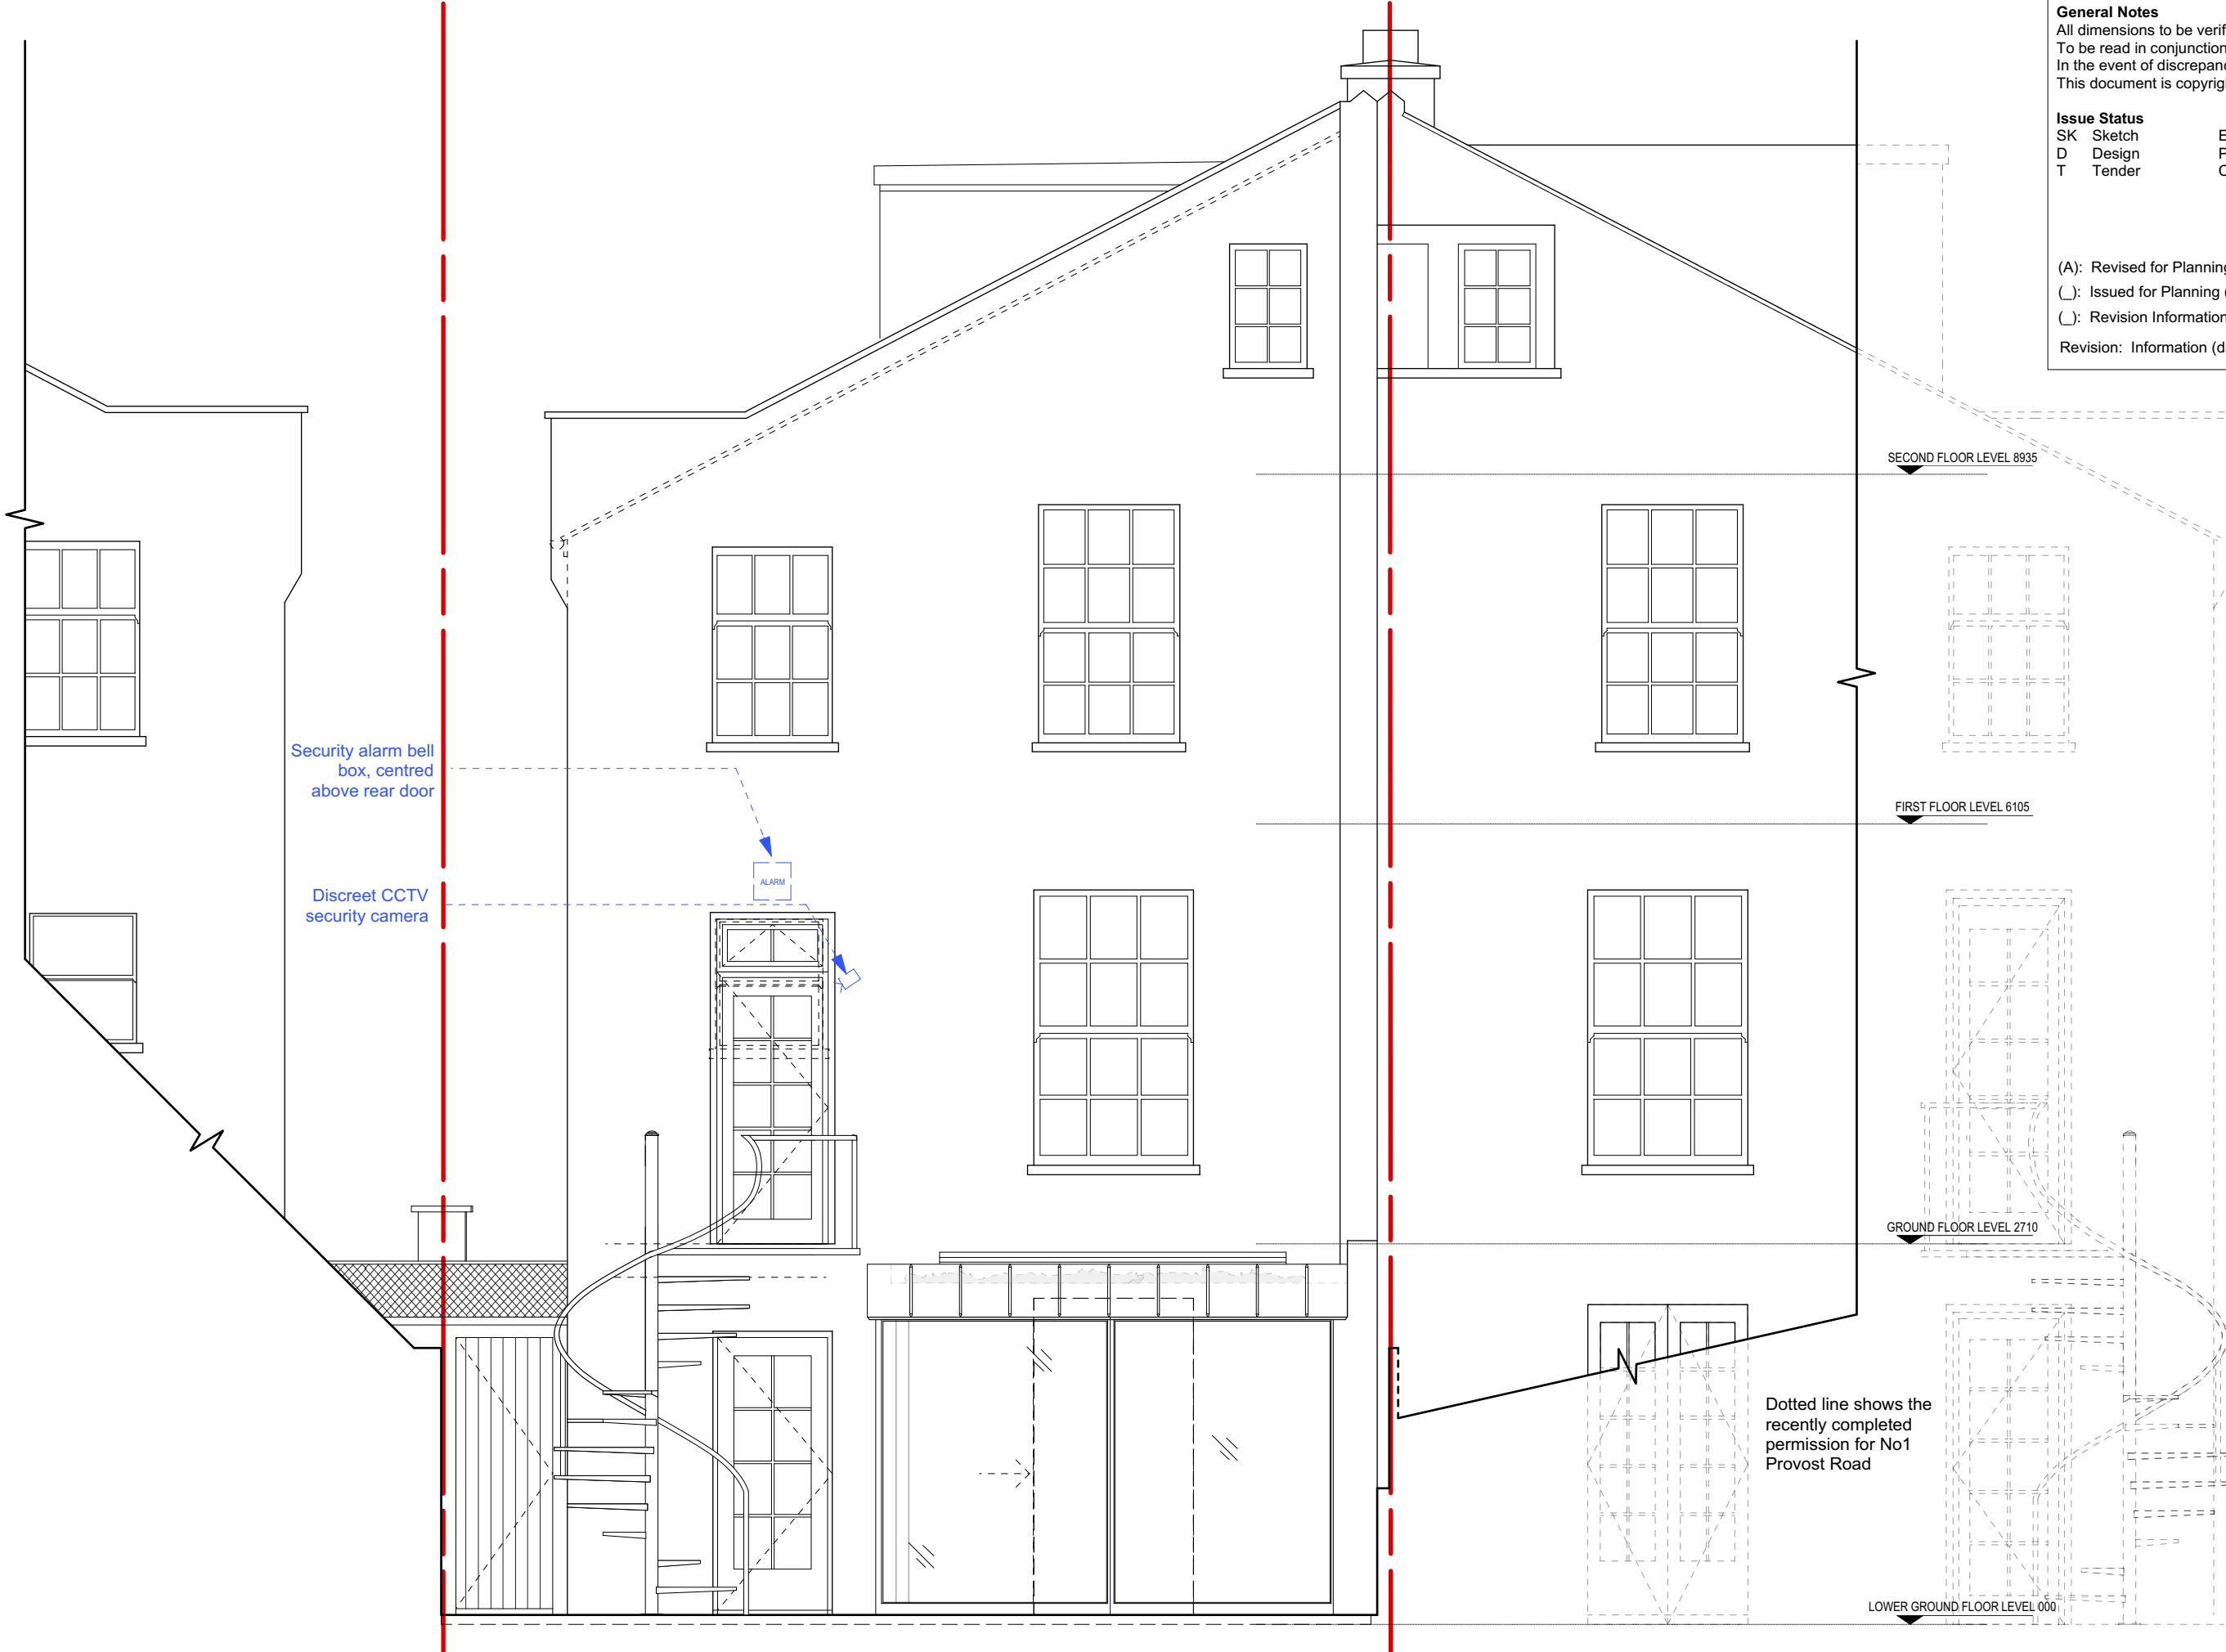 General Notes
All dimensions to be
To be read in conjunction
In the event of
This document is
Issue Status
SK Sketch
D Design
T Tender
(A): Revised for Planning
(_): Issued for Planning
(_): Revision Information
Revision: Information
SECOND FLOOR LEVEL 8935
Security alarm bell
box, centred
above rear door
FIRST FLOOR LEVEL 6105
ALARM
Discreet CCTV
security camera
GROUND FLOOR LEVEL 2710
Dotted line shows the
recently completed
permission for No1
Provost Road
LOWER GROUND FLOOR LEVEL 000